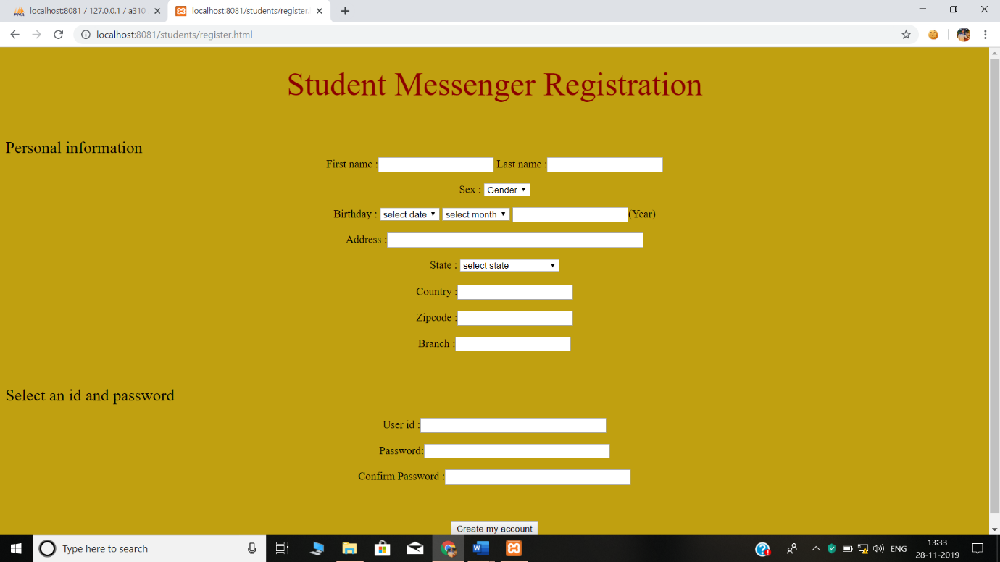 localhost:8081 / 127.0.0.1 / a310
localhost:8081/students/register.
localhost:8081/students/register.html
Student Messenger Registration
Personal information
First name : Last name :
Sex : Gender
Birthday : select date select month (Year)
Address :
State : select state
Country :
Zipcode :
Branch :
Select an id and password
User id :
Password:
Confirm Password :
Create my account
Type here to search
ENG
13:33
28-11-2019